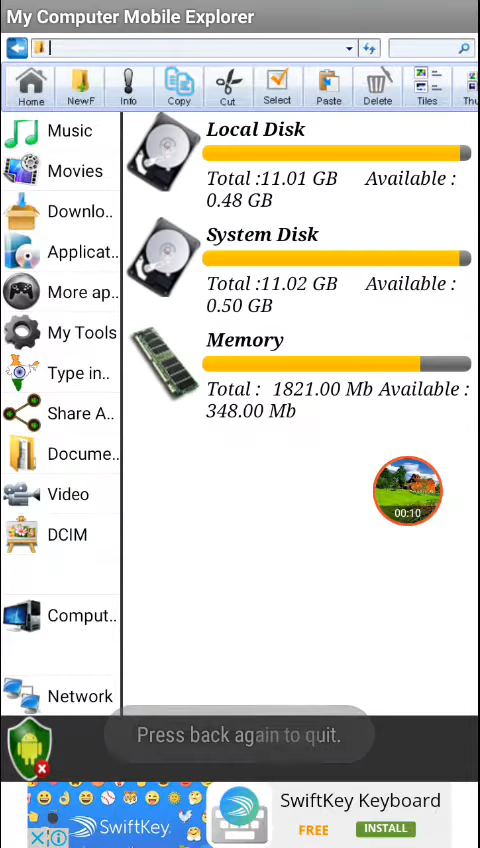 My Computer Mobile Explorer
Home NewF Info Copy Cut Select Paste Delete Tiles Thu
Music
Movies
Downlo..
Applicat..
More ap..
My Tools
Type in..
Share A..
Docume..
Video
DCIM
Comput..
Network
Local Disk
Total :11.01 GB Available :
0.48 GB
System Disk
Total :11.02 GB Available :
0.50 GB
Memory
Total : 1821.00 Mb Available :
348.00 Mb
00:10
Press back again to quit.
SwiftKey
SwiftKey Keyboard
FREE INSTALL